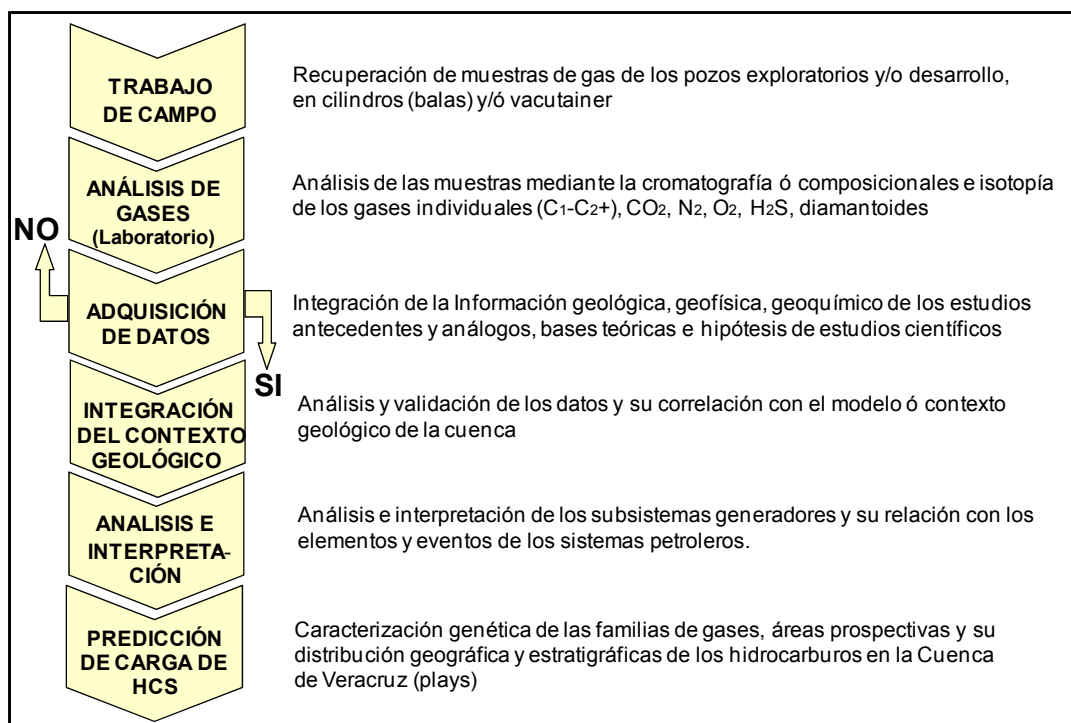 TRABAJO
DE CAMPO
Recuperación de muestras de gas de los pozos exploratorios y/o desarrollo,
en cilindros (balas) y/ó vacutainer
ANÁLISIS DE
GASES
(Laboratorio)
Análisis de las muestras mediante la cromatografía ó composicionales e isotopía
de los gases individuales (C1-C2+), CO2, N2, O2, H2S, diamantoides
NO
ADQUISICIÓN
DE DATOS
Integración de la Información geológica, geofísica, geoquímico de los estudios
antecedentes y análogos, bases teóricas e hipótesis de estudios científicos
SI
INTEGRACIÓN
DEL CONTEXTO
GEOLÓGICO
Análisis y validación de los datos y su correlación con el modelo ó contexto
geológico de la cuenca
ANALISIS E
INTERPRETA-
CIÓN
Análisis e interpretación de los subsistemas generadores y su relación con los
elementos y eventos de los sistemas petroleros.
PREDICCIÓN
DE CARGA DE
HCS
Caracterización genética de las familias de gases, áreas prospectivas y su
distribución geográfica y estratigráficas de los hidrocarburos en la Cuenca
de Veracruz (plays)